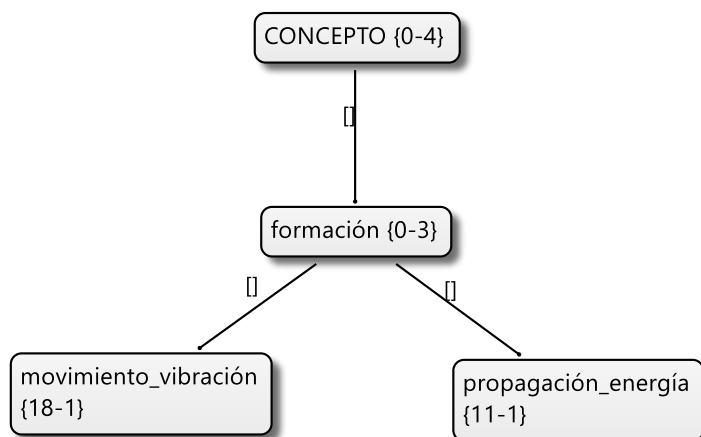 CONCEPTO {0-4}
[]
formación {0-3}
[]
[]
movimiento_vibración
{18-1}
propagación_energía
{11-1}